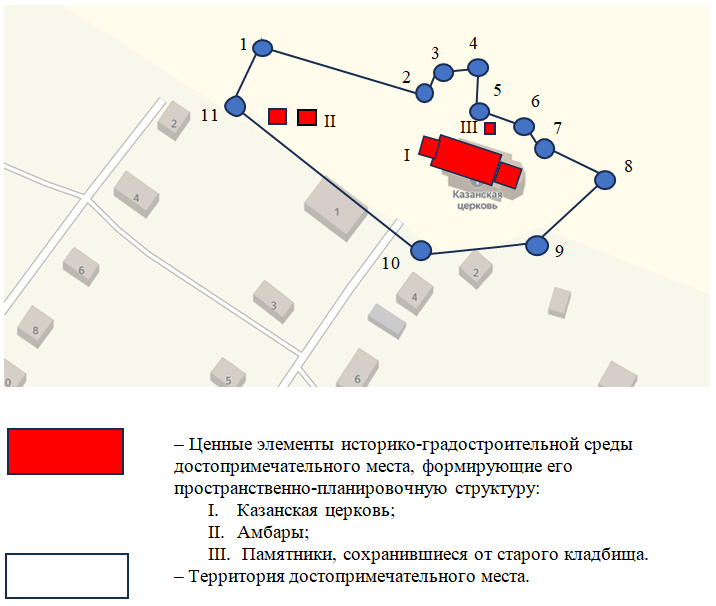 4
3
1
5
2
6
7
11
2
II
III
I
8
Казанская
церковь
4
1
10
9
6
2
4
3
8
0
5
6
– Ценные элементы историко-градостроительной среды
достопримечательного места, формирующие его
пространственно-планировочную структуру:
I. Казанская церковь;
II. Амбары;
III. Памятники, сохранившиеся от старого кладбища.
– Территория достопримечательного места.